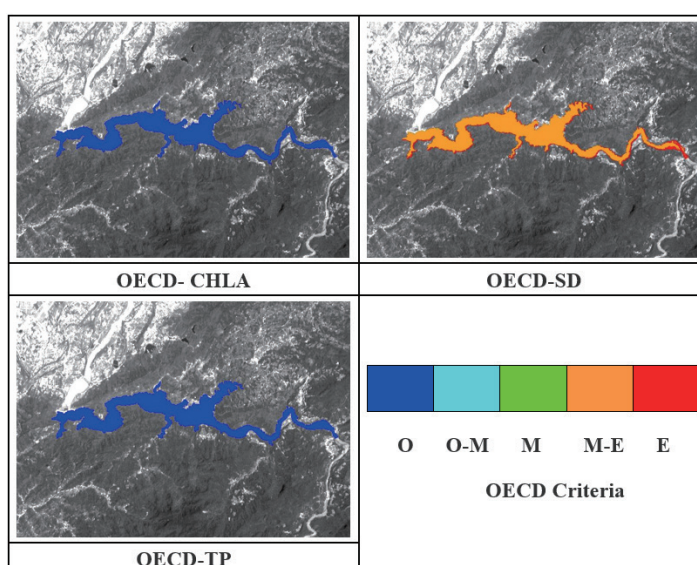 OECD- CHLA
OECD-SD
O O-M M M-E E
OECD Criteria
OECD-TP